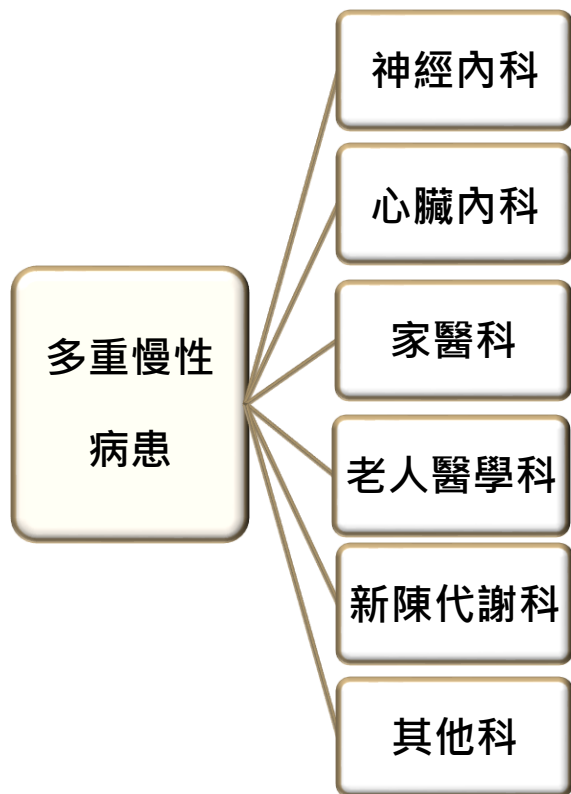 神經內科
心臟內科
家醫科
多重慢性
病患
老人醫學科
新陳代謝科
其他科